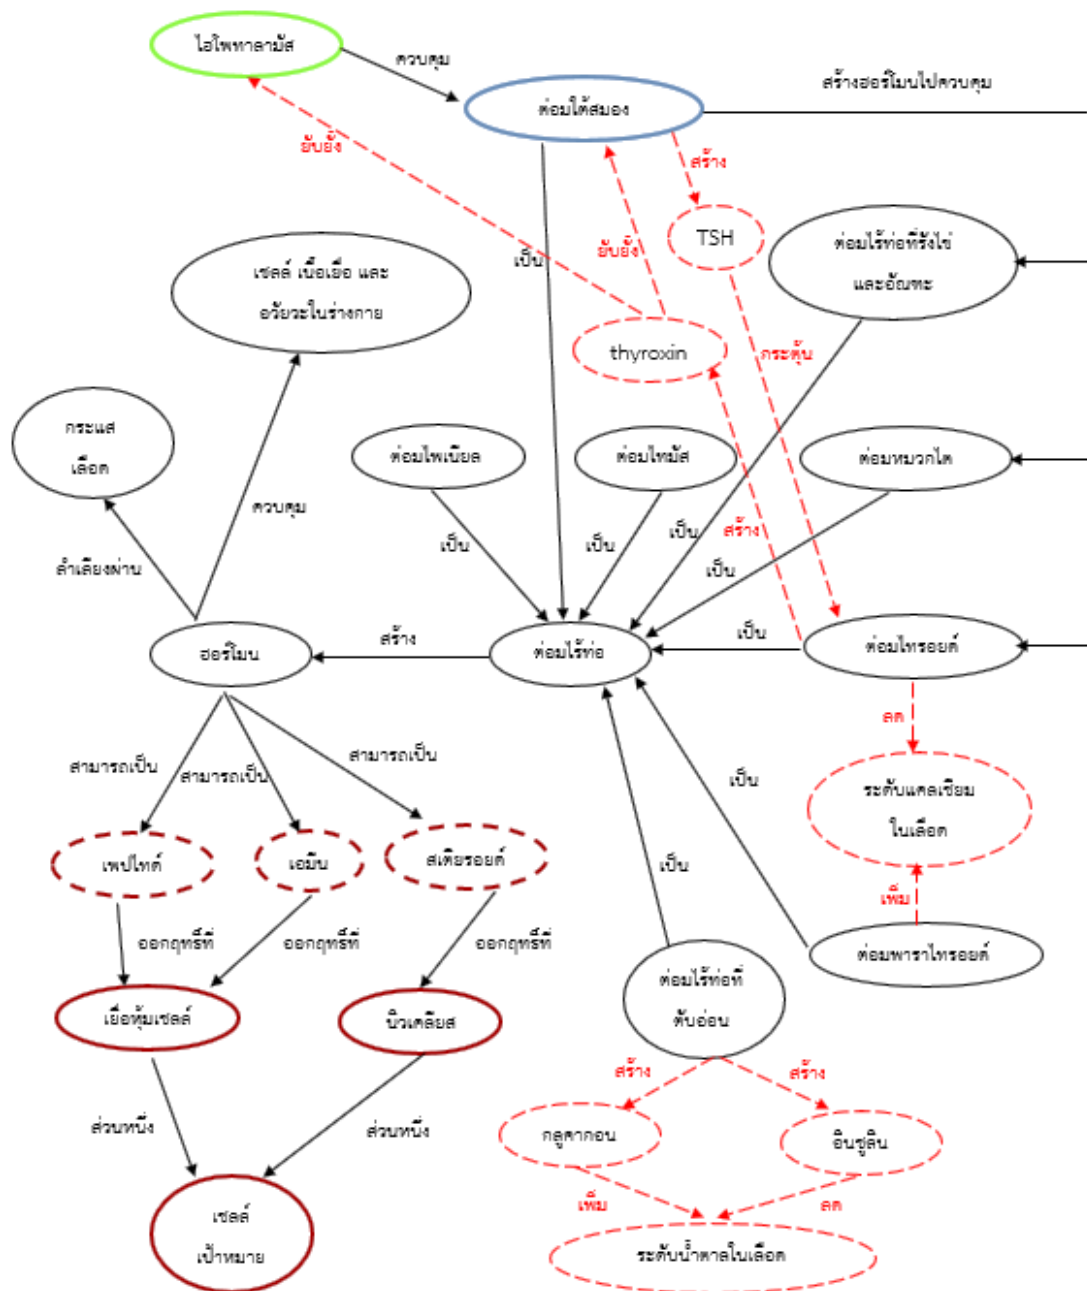 ไฮโพทาลามัส
ควบคุม
ต่อมใต้สมอง
สร้างฮอร์โมนไปควบคุม
ยับยั้ง
สร้าง
TSH
ยับยั้ง
เป็น
ต่อมไร้ท่อที่รังไข่
และอัณฑะ
เซลล์ เนื้อเยื่อ และ
อวัยวะในร่างกาย
thyroxin
กระตุ้น
กระแส
เลือด
ต่อมไพเนียล
ต่อมไทมัส
ต่อมหมวกไต
ควบคุม
ลำเลียงผ่าน
เป็น
เป็น
เป็น
สร้าง
เป็น
ฮอร์โมน
สร้าง
ต่อมไร้ท่อ
เป็น
ต่อมไทรอยด์
ลด
สามารถเป็น
สามารถเป็น
สามารถเป็น
เป็น
ระดับแคลเซียม
ในเลือด
เพปไทด์
เอมีน
สเตียรอยด์
เป็น
เพิ่ม
ออกฤทธิ์ที่
ออกฤทธิ์ที่
ออกฤทธิ์ที่
ต่อมพาราไทรอยด์
ต่อมไร้ท่อที่
ตับอ่อน
เยื่อหุ้มเซลล์
นิวเคลียส
สร้าง
สร้าง
ส่วนหนึ่ง
ส่วนหนึ่ง
กลูคากอน
อินซูลิน
เพิ่ม
ลด
เซลล์
เป้าหมาย
ระดับน้ำตาลในเลือด